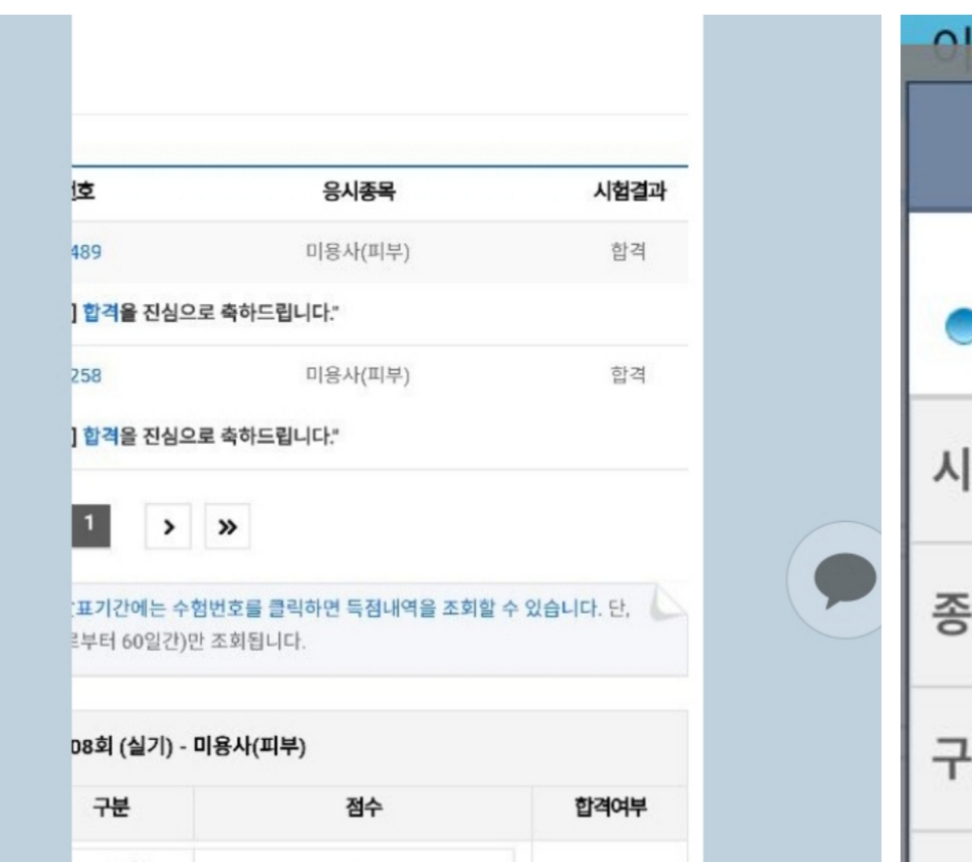 응시종목 시험결과
489 미용사(피부) 합격
] 합격을 진심으로 축하드립니다."
258 미용사(피부) 합격
] 합격을 진심으로 축하드립니다."
1 > »
표기간에는 수험번호를 클릭하면 득점내역을 조회할 수 있습니다. 단,
부터 60일간)만 조회됩니다.
08회 (실기) - 미용사(피부)
구분 점수 합격여부
시
종
구